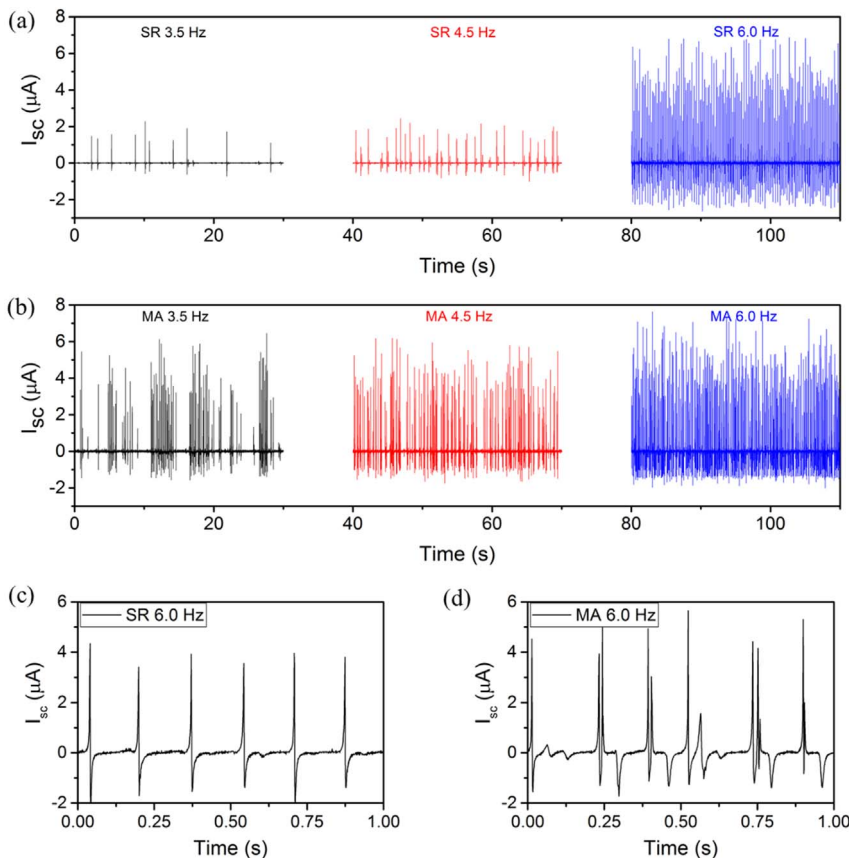 (a)
8
SR 3.5 Hz SR 4.5 Hz SR 6.0 Hz
6
4
2
0
-2
Isc (μA)
0 20 40 60 80 100
Time (s)
(b)
8
MA 3.5 Hz MA 4.5 Hz MA 6.0 Hz
6
4
2
0
-2
Isc (μA)
0 20 40 60 80 100
Time (s)
(c)
6
SR 6.0 Hz
4
2
0
-2
Isc (μA)
0.00 0.25 0.50 0.75 1.00
Time (s)
(d)
6
MA 6.0 Hz
4
2
0
-2
Isc (μA)
0.00 0.25 0.50 0.75 1.00
Time (s)